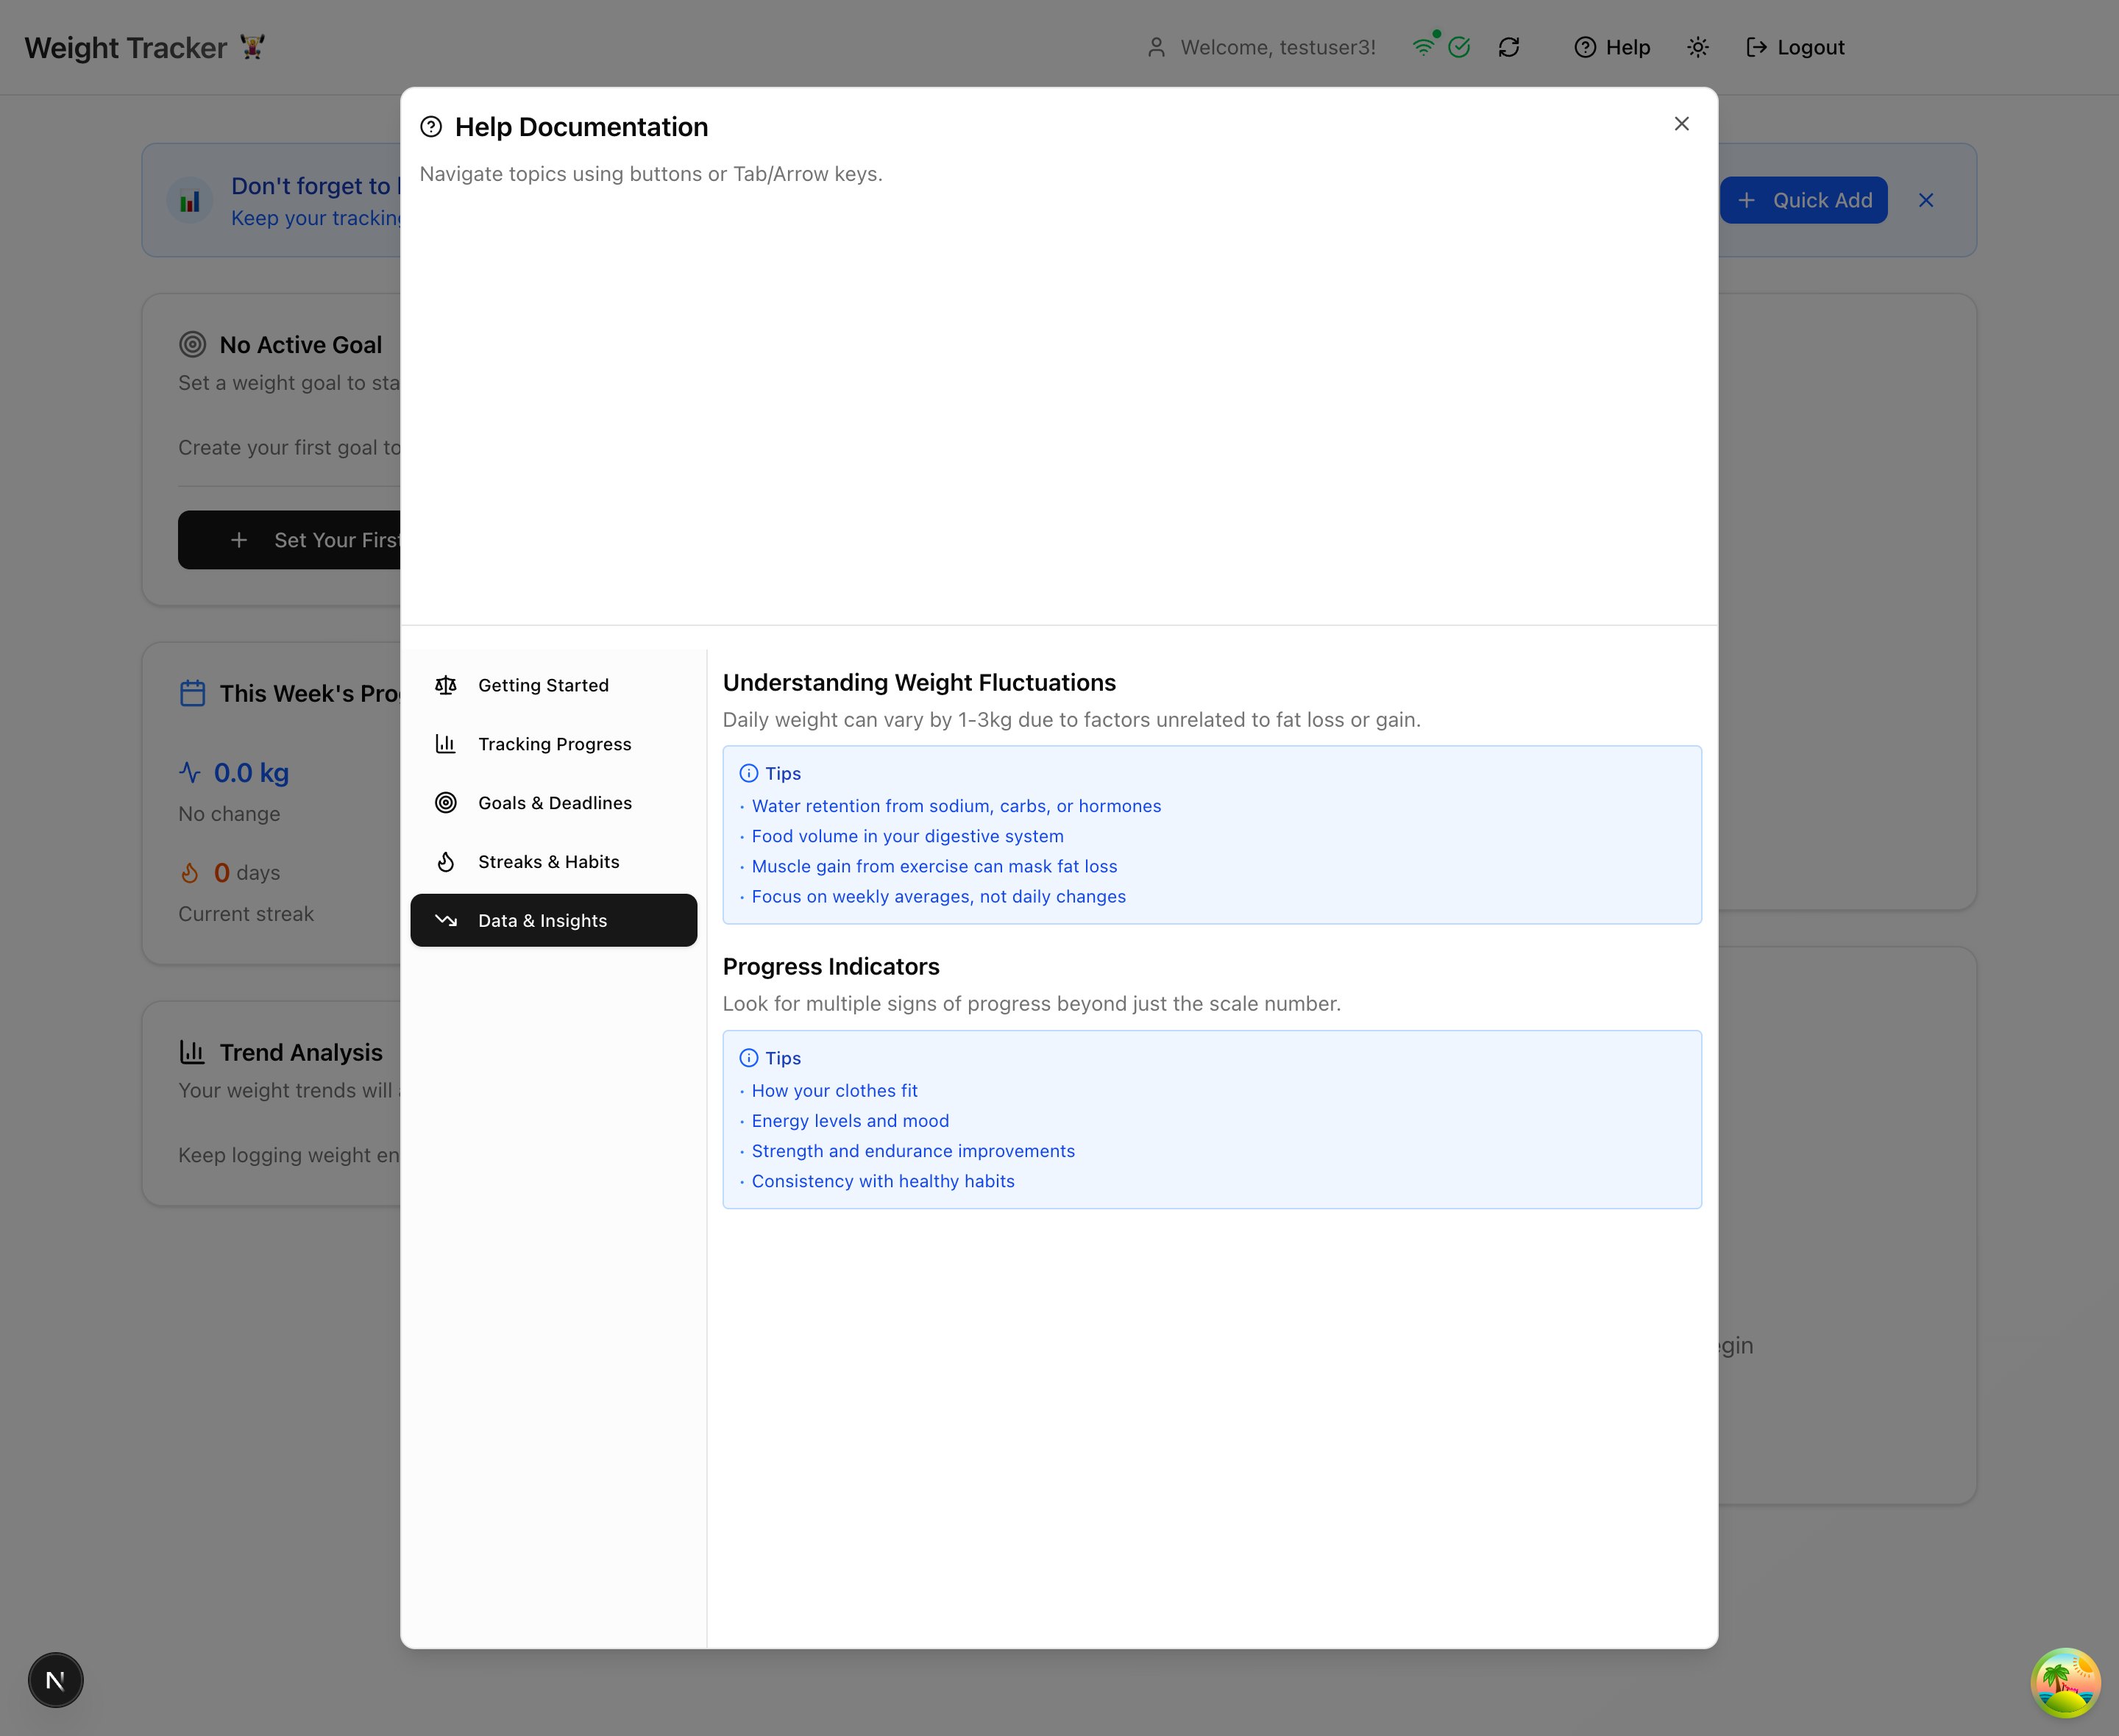 Weight Tracker
Welcome, testuser3!
Help
Logout
Help Documentation
Navigate topics using buttons or Tab/Arrow keys.
Don't forget to
Keep your tracking
Quick Add
No Active Goal
Set a weight goal to sta
Create your first goal to
Set Your First
This Week's Pro
0.0 kg
No change
0 days
Current streak
Trend Analysis
Your weight trends will
Keep logging weight en
Getting Started
Tracking Progress
Goals & Deadlines
Streaks & Habits
Data & Insights
Understanding Weight Fluctuations
Daily weight can vary by 1-3kg due to factors unrelated to fat loss or gain.
Tips
· Water retention from sodium, carbs, or hormones
· Food volume in your digestive system
· Muscle gain from exercise can mask fat loss
· Focus on weekly averages, not daily changes
Progress Indicators
Look for multiple signs of progress beyond just the scale number.
Tips
· How your clothes fit
· Energy levels and mood
· Strength and endurance improvements
· Consistency with healthy habits
egin
N